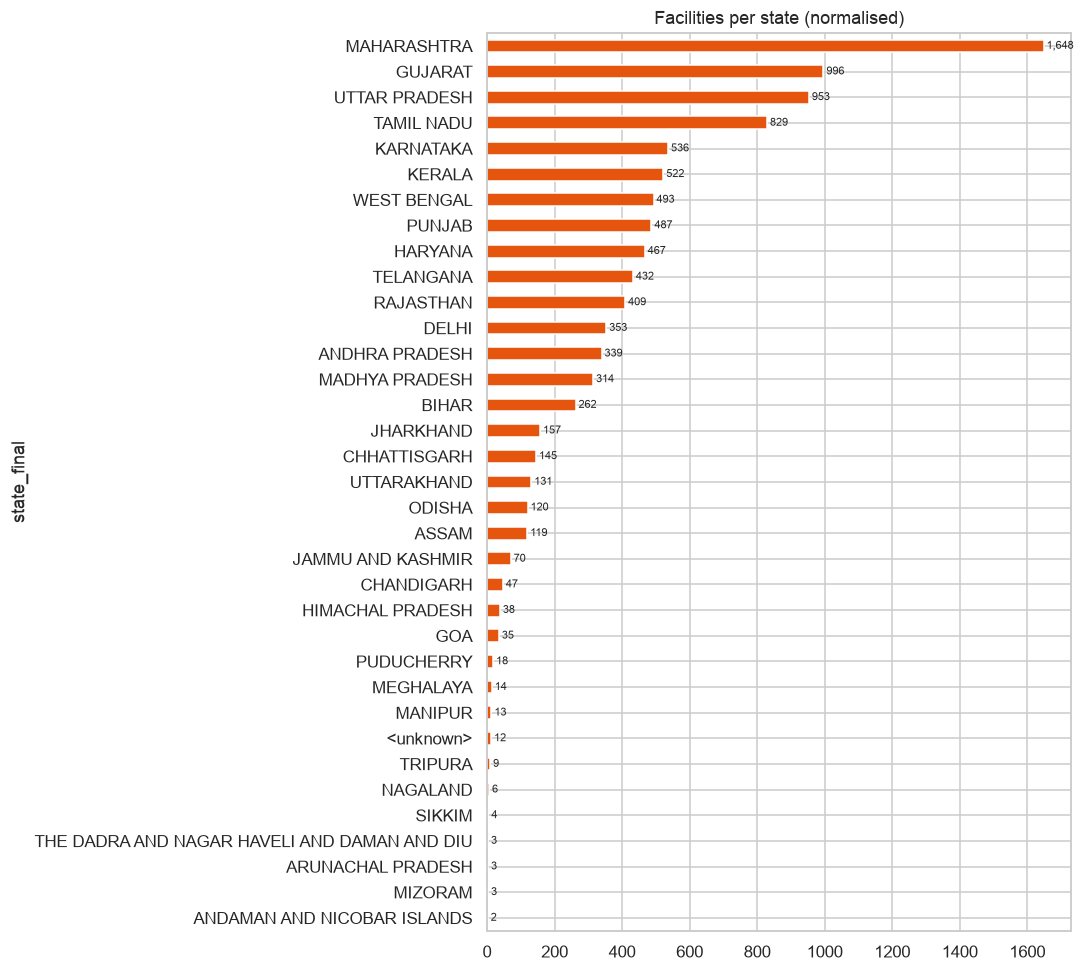 Facilities per state (normalised)
MAHARASHTRA 1,648
GUJARAT 996
UTTAR PRADESH 953
TAMIL NADU 829
KARNATAKA 536
KERALA 522
WEST BENGAL 493
PUNJAB 487
HARYANA 467
TELANGANA 432
RAJASTHAN 409
DELHI 353
ANDHRA PRADESH 339
MADHYA PRADESH 314
BIHAR 262
JHARKHAND 157
CHHATTISGARH 145
UTTARAKHAND 131
ODISHA 120
ASSAM 119
JAMMU AND KASHMIR 70
CHANDIGARH 47
HIMACHAL PRADESH 38
GOA 35
PUDUCHERRY 18
MEGHALAYA 14
MANIPUR 13
<unknown> 12
TRIPURA 9
NAGALAND 6
SIKKIM 4
THE DADRA AND NAGAR HAVELI AND DAMAN AND DIU 3
ARUNACHAL PRADESH 3
MIZORAM 3
ANDAMAN AND NICOBAR ISLANDS 2
0 200 400 600 800 1000 1200 1400 1600
state_final